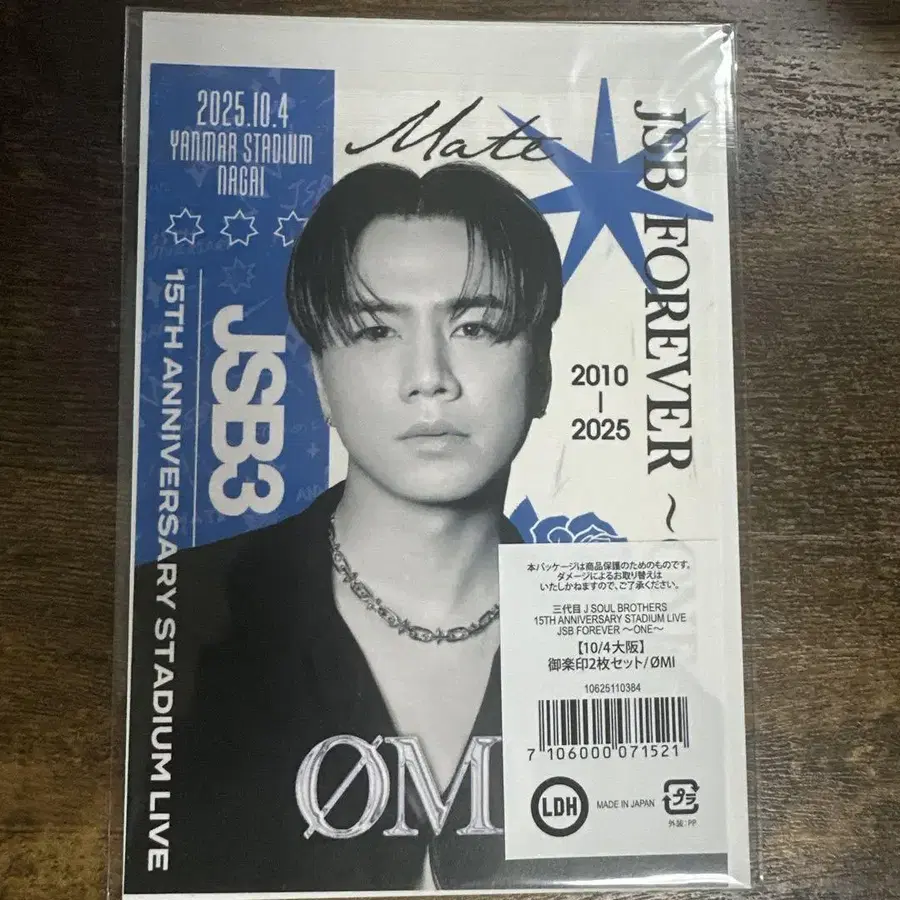 2025.10.4
YANMAR STADIUM
NAGAI
Mate
JSB FOREVER ~
2010
–
2025
JSB3
15TH ANNIVERSARY STADIUM LIVE
ØM
本パッケージは商品保護のためのものです。
ダメージによるお取り替えは
いたしかねますので、ご了承ください。
三代目 J SOUL BROTHERS
15TH ANNIVERSARY STADIUM LIVE
JSB FOREVER ～ONE～
【10/4大阪】
御楽印2枚セット/ØMI
10625110384
7 106000 071521
LDH
MADE IN JAPAN
プラ
外装:PP